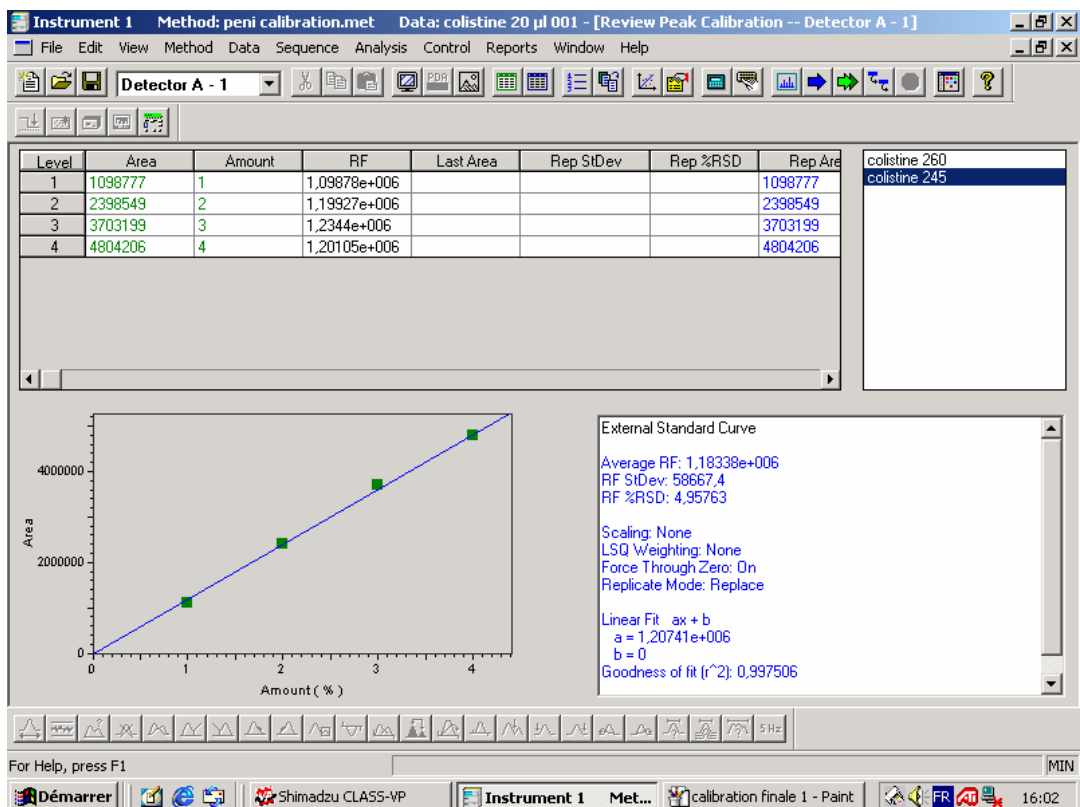 Instrument 1 Method: peni calibration.met Data: colistine 20 µl 001 - [Review Peak Calibration -- Detector A - 1]
File Edit View Method Data Sequence Analysis Control Reports Window Help
Detector A - 1
PDA
Level Area Amount RF Last Area Rep StDev Rep %RSD Rep Are
1 1098777 1 1,09878e+006 1098777
2 2398549 2 1,19927e+006 2398549
3 3703199 3 1,2344e+006 3703199
4 4804206 4 1,20105e+006 4804206
colistine 260
colistine 245
4000000
2000000
0
Area
0 1 2 3 4
Amount ( % )
External Standard Curve
Average RF: 1,18338e+006
RF StDev: 58667,4
RF %RSD: 4,95763
Scaling: None
LSQ Weighting: None
Force Through Zero: On
Replicate Mode: Replace
Linear Fit ax + b
a = 1,20741e+006
b = 0
Goodness of fit (r^2): 0,997506
5 Hz
For Help, press F1
MIN
Démarrer Shimadzu CLASS-VP Instrument 1 Met... calibration finale 1 - Paint FR ATI 16:02